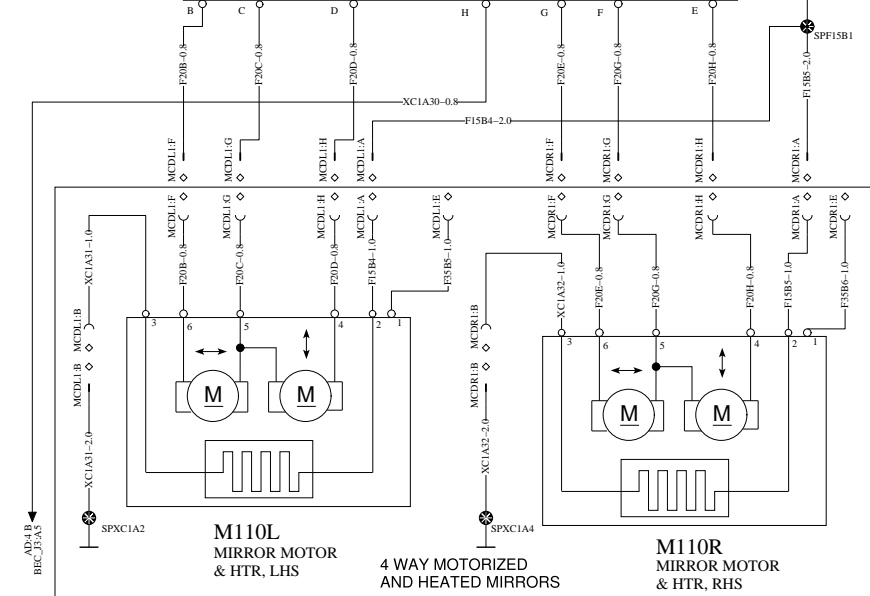 B C D H G F E
SPF15B1
F20B-0.8
F20C-0.8
F20D-0.8
F20E-0.8
F20G-0.8
F20H-0.8
F15B5-2.0
XC1A30-0.8
F15B4-2.0
MCDL1:F
MCDL1:G
MCDL1:H
MCDL1:A
MCDR1:F
MCDR1:G
MCDR1:H
MCDR1:A
MCDL1:F
MCDL1:G
MCDL1:H
MCDL1:A
MCDL1:E
MCDR1:F
MCDR1:G
MCDR1:H
MCDR1:A
MCDR1:E
XC1A31-1.0
F20B-0.8
F20C-0.8
F20D-0.8
F15B4-1.0
F35B5-1.0
XC1A32-1.0
F20E-0.8
F20G-0.8
F20H-0.8
F15B5-1.0
F35B6-1.0
MCDL1:B
MCDL1:B
XC1A31-2.0
MCDR1:B
MCDR1:B
XC1A32-2.0
3 6 5 4 2 1
M M
3 6 5 4 2 1
M M
SPXC1A2
SPXC1A4
AD:4 B
BEC_J3:A5
M110L
MIRROR MOTOR
& HTR, LHS
4 WAY MOTORIZED
AND HEATED MIRRORS
M110R
MIRROR MOTOR
& HTR, RHS